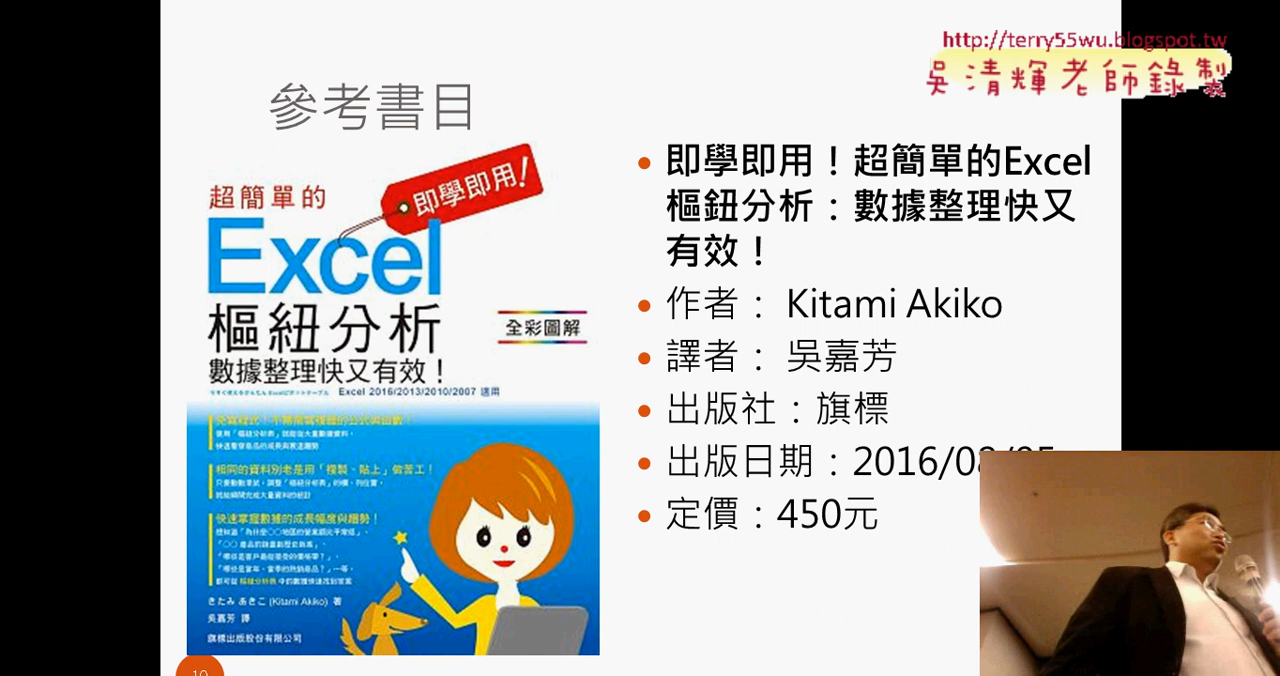 http://terry55wu.blogspot.tw
吳清輝老師錄製
參考書目
即學即用！
超簡單的
Excel
樞紐分析
全彩圖解
數據整理快又有效！
Excel 2016/2013/2010/2007 適用
相同的資料別老是用「複製、貼上」做苦工！
快速掌握數據的成長幅度與趨勢！
きたみ あきこ (Kitami Akiko) 著
吳嘉芳 譯
旗標出版股份有限公司
• 即學即用！超簡單的Excel
樞鈕分析：數據整理快又
有效！
• 作者： Kitami Akiko
• 譯者： 吳嘉芳
• 出版社：旗標
• 出版日期：2016/0
• 定價：450元
10